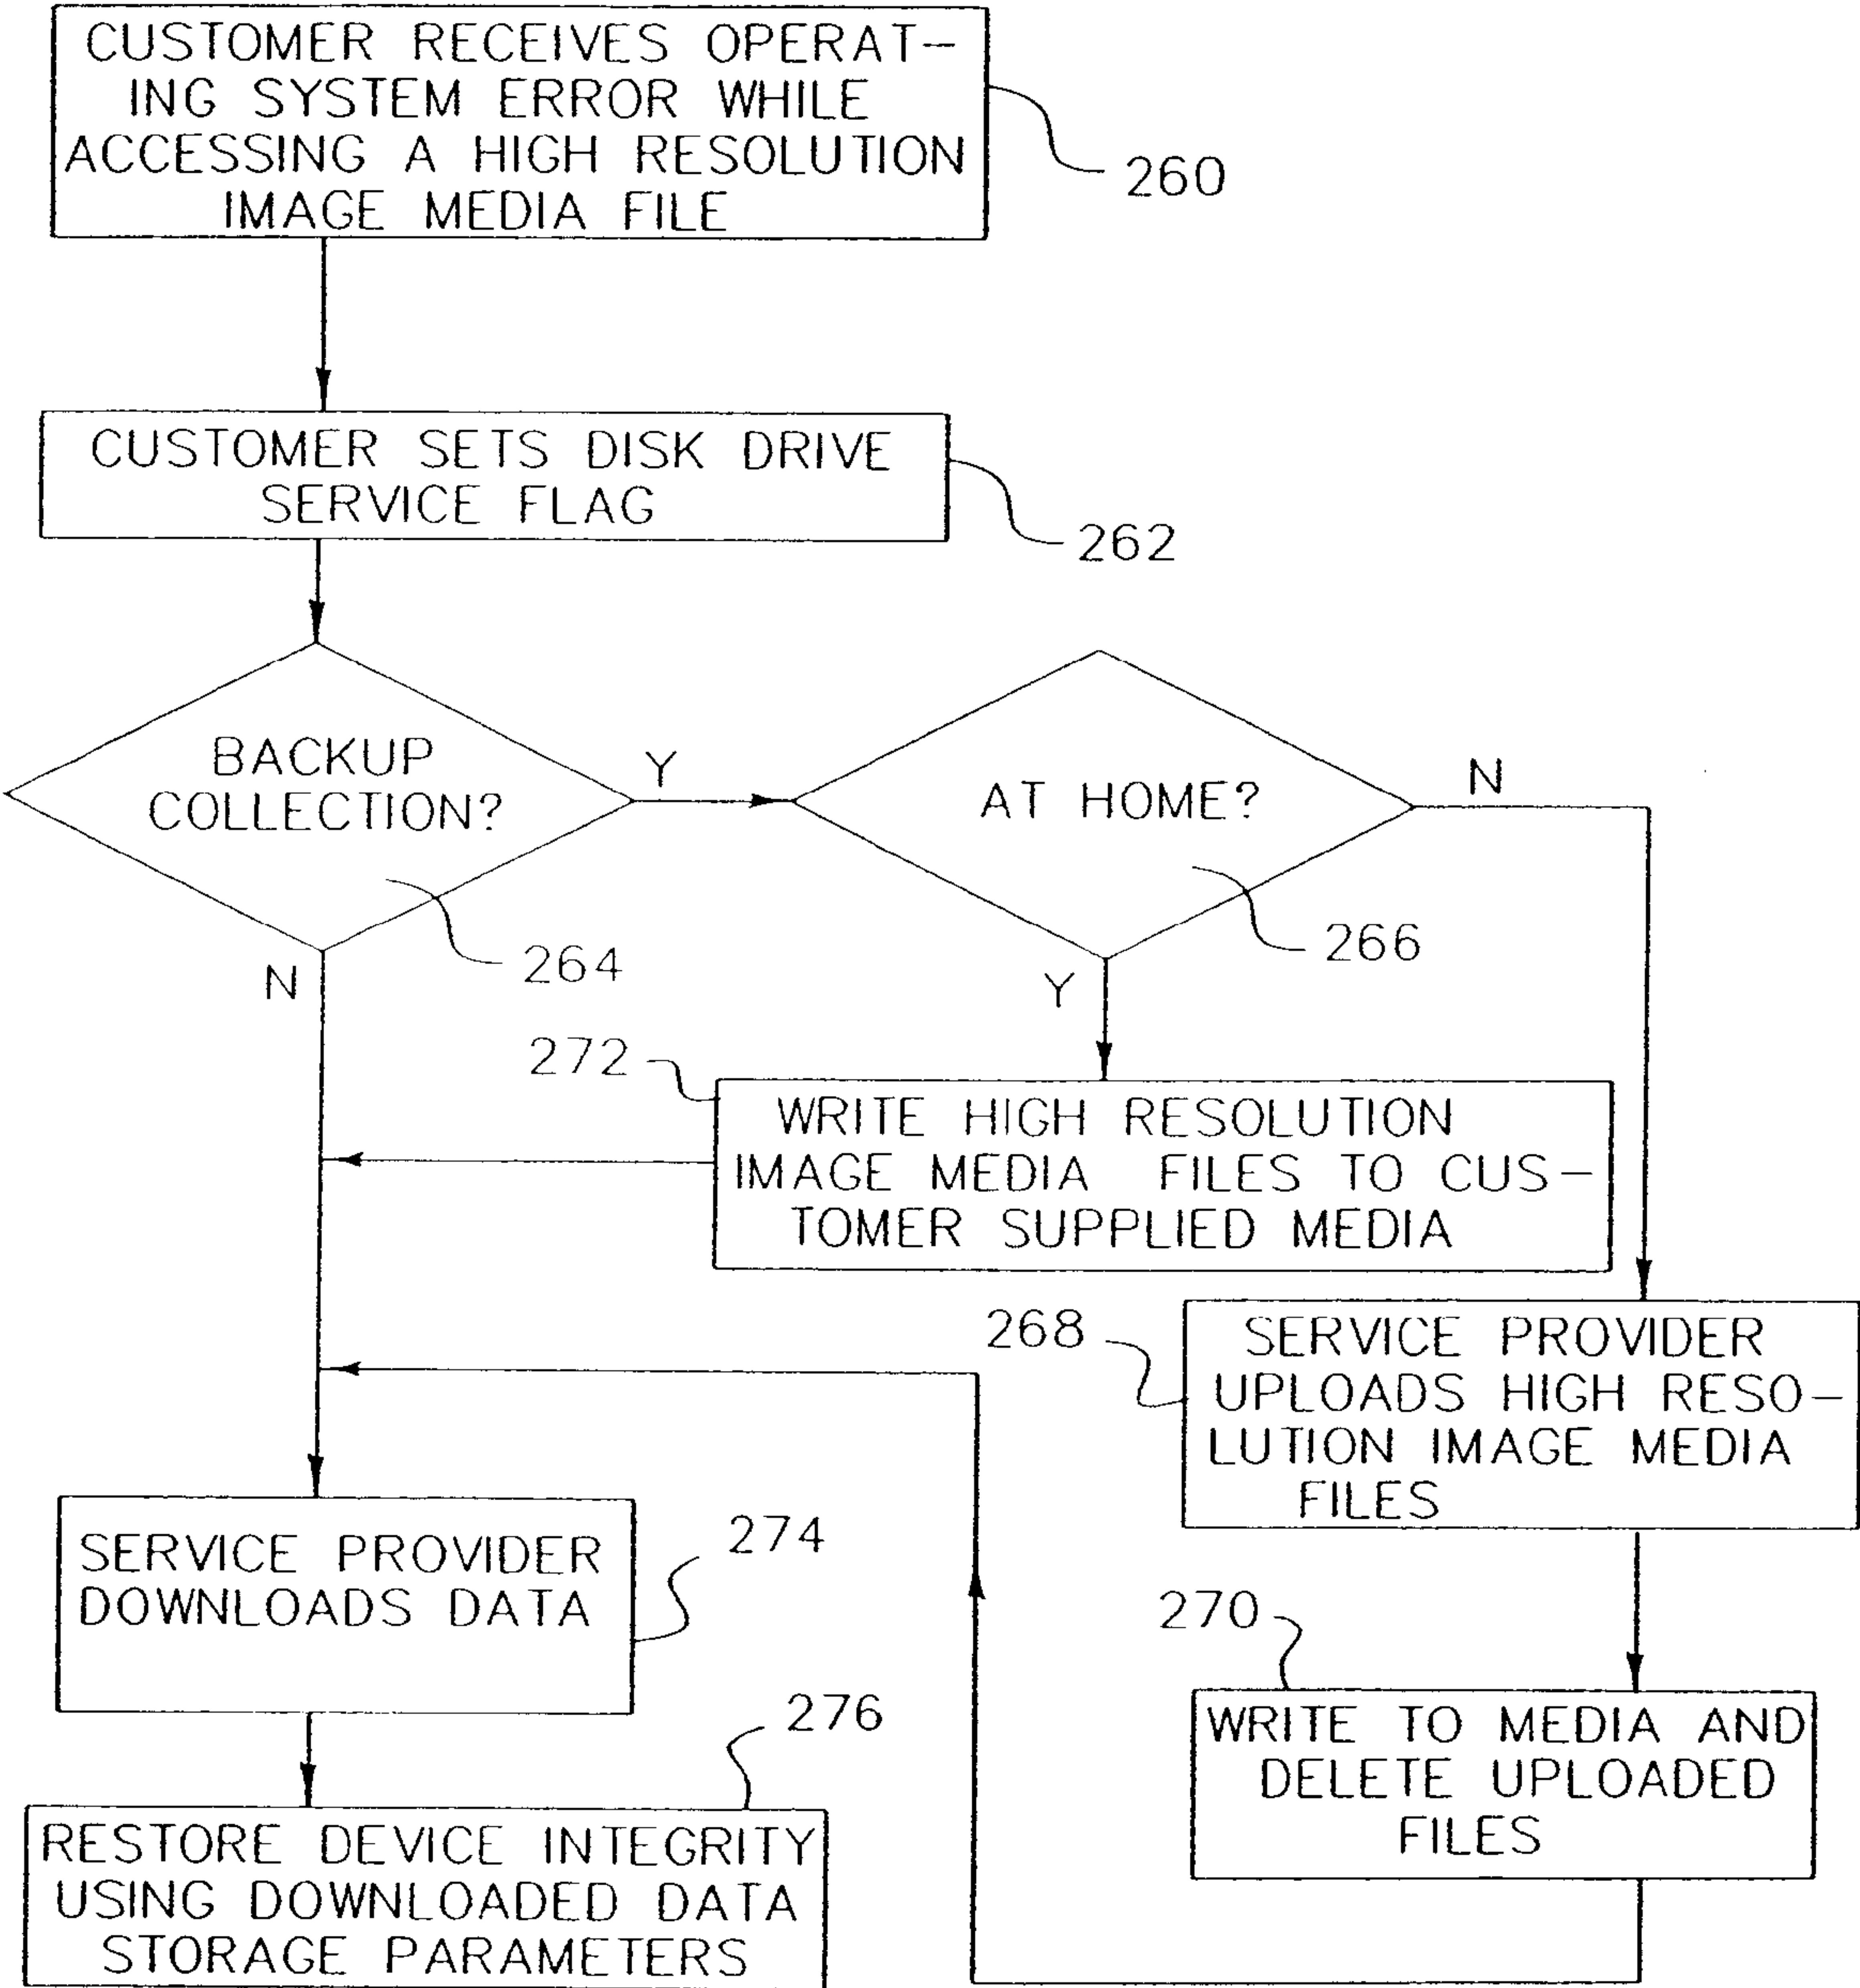 CUSTOMER RECEIVES OPERAT-
ING SYSTEM ERROR WHILE
ACCESSING A HIGH RESOLUTION
IMAGE MEDIA FILE
260
CUSTOMER SETS DISK DRIVE
SERVICE FLAG
262
BACKUP
COLLECTION?
Y
264
N
AT HOME?
N
266
Y
272
WRITE HIGH RESOLUTION
IMAGE MEDIA FILES TO CUS-
TOMER SUPPLIED MEDIA
268
SERVICE PROVIDER
UPLOADS HIGH RESO-
LUTION IMAGE MEDIA
FILES
SERVICE PROVIDER
DOWNLOADS DATA
274
270
WRITE TO MEDIA AND
DELETE UPLOADED
FILES
276
RESTORE DEVICE INTEGRITY
USING DOWNLOADED DATA
STORAGE PARAMETERS